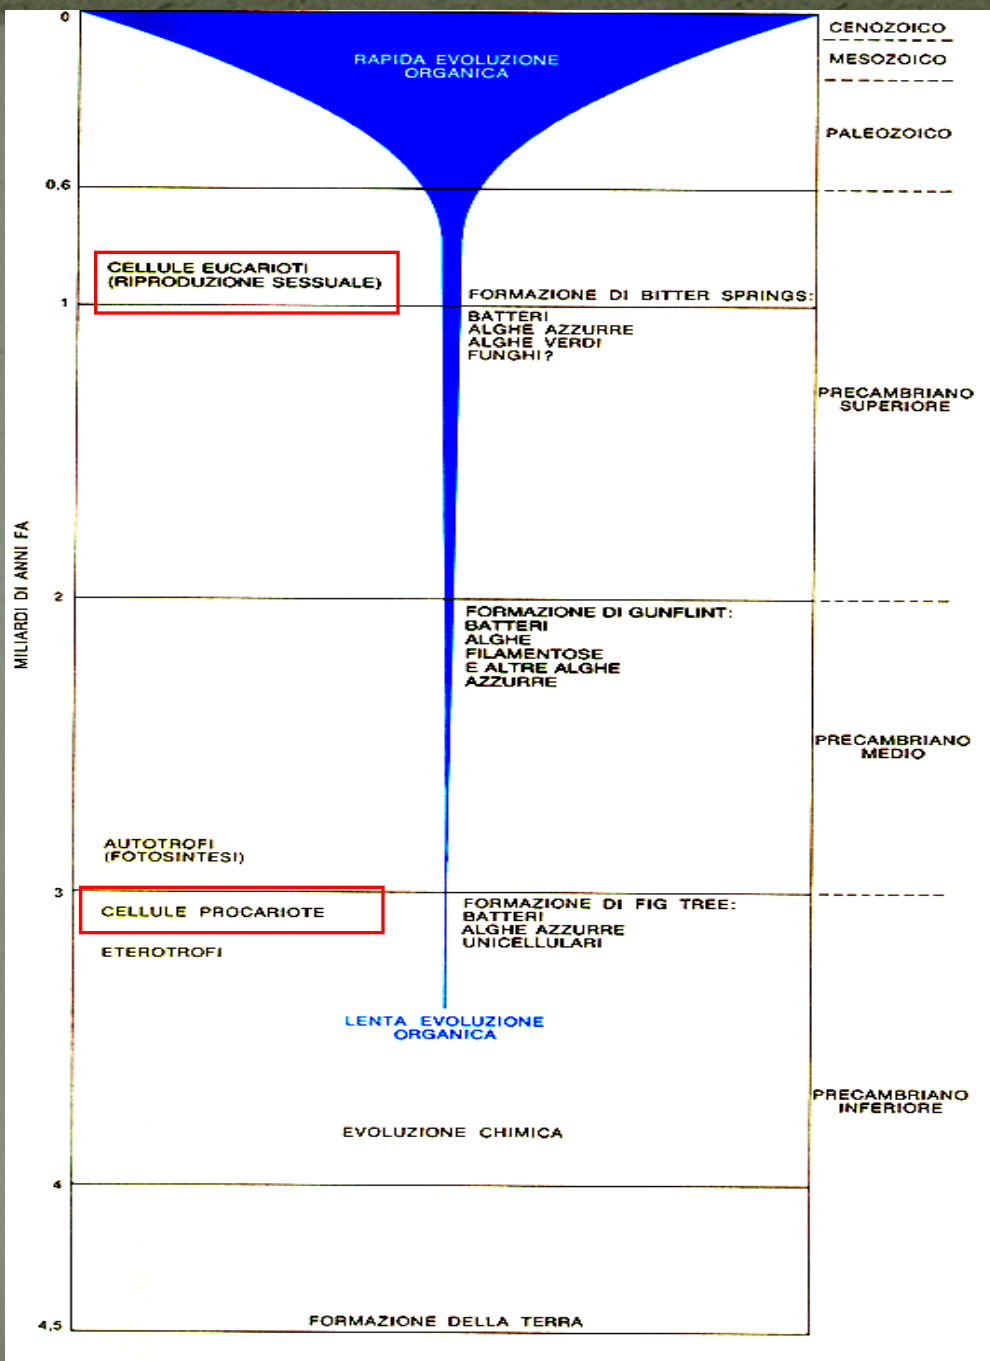 0
CENOZOICO
MESOZOICO
RAPIDA EVOLUZIONE
ORGANICA
PALEOZOICO
0,6
CELLULE EUCARIOTI
(RIPRODUZIONE SESSUALE)
1
FORMAZIONE DI BITTER SPRINGS:
BATTERI
ALGHE AZZURRE
ALGHE VERDI
FUNGHI?
PRECAMBRIANO
SUPERIORE
MILIARDI DI ANNI FA
2
FORMAZIONE DI GUNFLINT:
BATTERI
ALGHE
FILAMENTOSE
E ALTRE ALGHE
AZZURRE
PRECAMBRIANO
MEDIO
AUTOTROFI
(FOTOSINTESI)
3
CELLULE PROCARIOTE
ETEROTROFI
FORMAZIONE DI FIG TREE:
BATTERI
ALGHE AZZURRE
UNICELLULARI
LENTA EVOLUZIONE
ORGANICA
PRECAMBRIANO
INFERIORE
EVOLUZIONE CHIMICA
4
FORMAZIONE DELLA TERRA
4,5